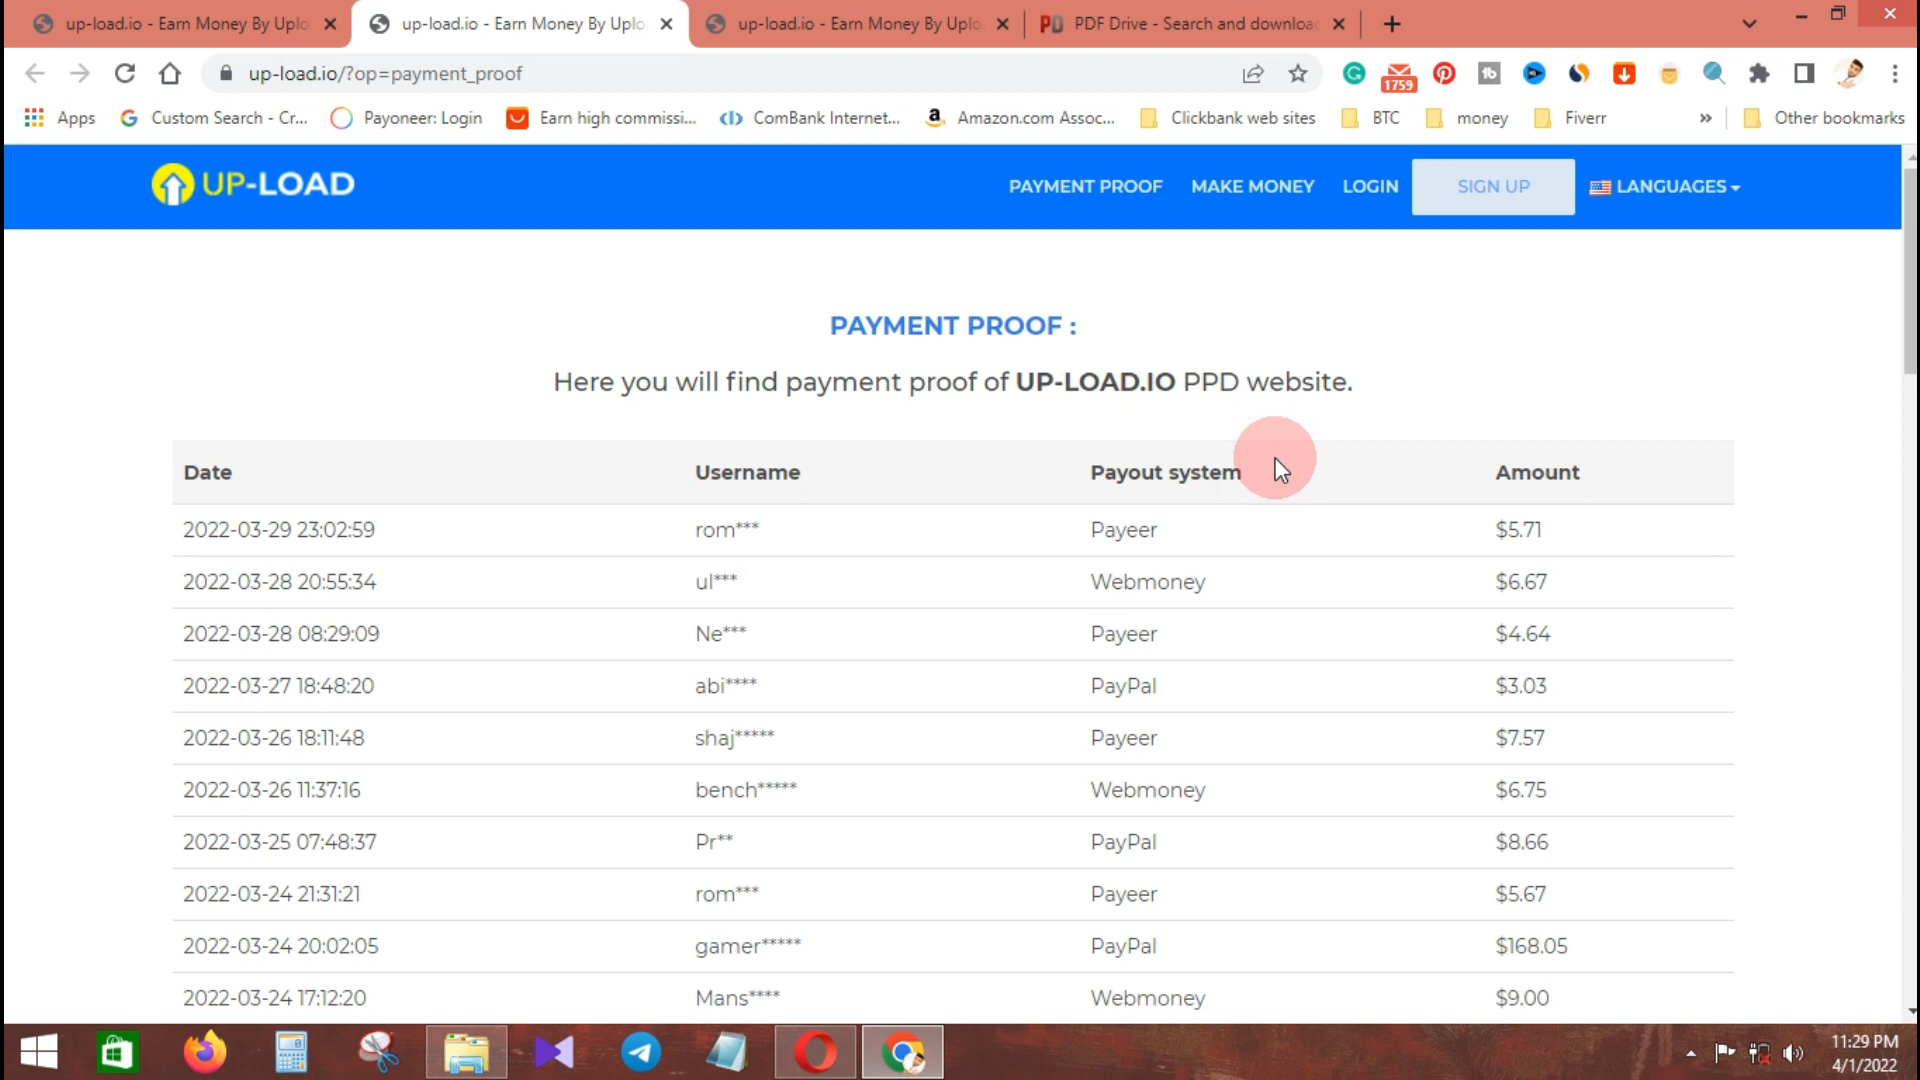 up-load.io - Earn Money By Uplo
up-load.io - Earn Money By Uplo
up-load.io - Earn Money By Uplo
PD PDF Drive - Search and download
up-load.io/?op=payment_proof
1759
Apps
Custom Search - Cr...
Payoneer: Login
Earn high commissi...
ComBank Internet...
Amazon.com Assoc...
Clickbank web sites
BTC
money
Fiverr
»
Other bookmarks
UP-LOAD
PAYMENT PROOF
MAKE MONEY
LOGIN
SIGN UP
LANGUAGES
PAYMENT PROOF :
Here you will find payment proof of UP-LOAD.IO PPD website.
Date Username Payout system Amount
2022-03-29 23:02:59 rom*** Payeer $5.71
2022-03-28 20:55:34 ul*** Webmoney $6.67
2022-03-28 08:29:09 Ne*** Payeer $4.64
2022-03-27 18:48:20 abi**** PayPal $3.03
2022-03-26 18:11:48 shaj***** Payeer $7.57
2022-03-26 11:37:16 bench***** Webmoney $6.75
2022-03-25 07:48:37 Pr** PayPal $8.66
2022-03-24 21:31:21 rom*** Payeer $5.67
2022-03-24 20:02:05 gamer***** PayPal $168.05
2022-03-24 17:12:20 Mans**** Webmoney $9.00
11:29 PM
4/1/2022